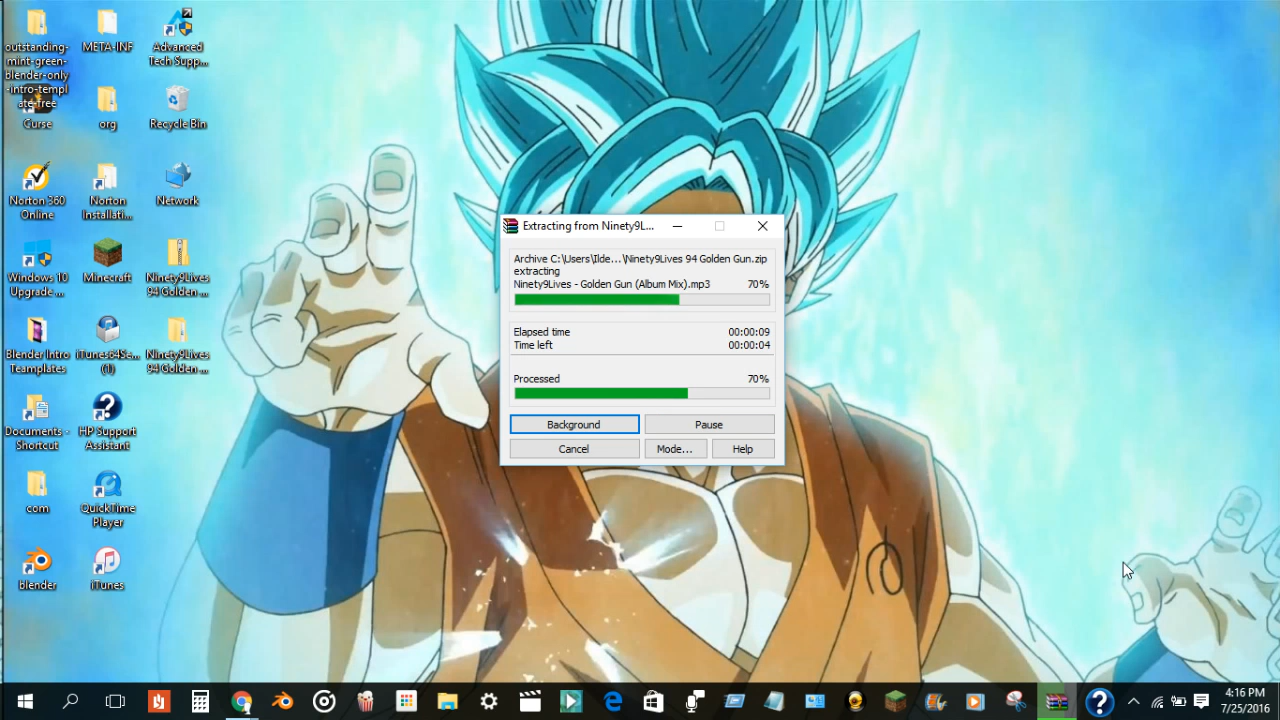 outstanding-
mint-green-
blender-only
-intro-templ
ate-free
Curse
META-INF
Advanced
Tech Supp...
org
Recycle Bin
Norton 360
Online
Norton
Installati...
Network
Windows 10
Upgrade ...
Minecraft
Ninety9Lives
94 Golden ...
Blender Intro
Teamplates
iTunes64Se...
(1)
Ninety9Lives
94 Golden ...
Documents -
Shortcut
HP Support
Assistant
com
QuickTime
Player
blender
iTunes
Extracting from Ninety9L...
Archive C:\Users\Ilde...\Ninety9Lives 94 Golden Gun.zip
extracting
Ninety9Lives - Golden Gun (Album Mix).mp3 70%
Elapsed time 00:00:09
Time left 00:00:04
Processed 70%
Background Pause
Cancel Mode... Help
4:16 PM
7/25/2016